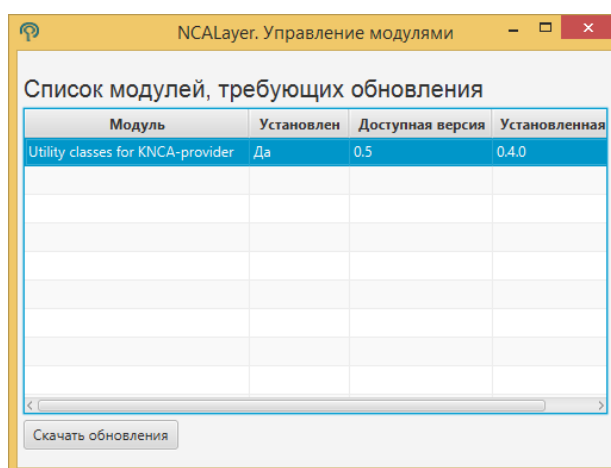 NCALayer. Управление модулями
Список модулей, требующих обновления
Модуль Установлен Доступная версия Установленная
Utility classes for KNCA-provider Да 0.5 0.4.0
Скачать обновления